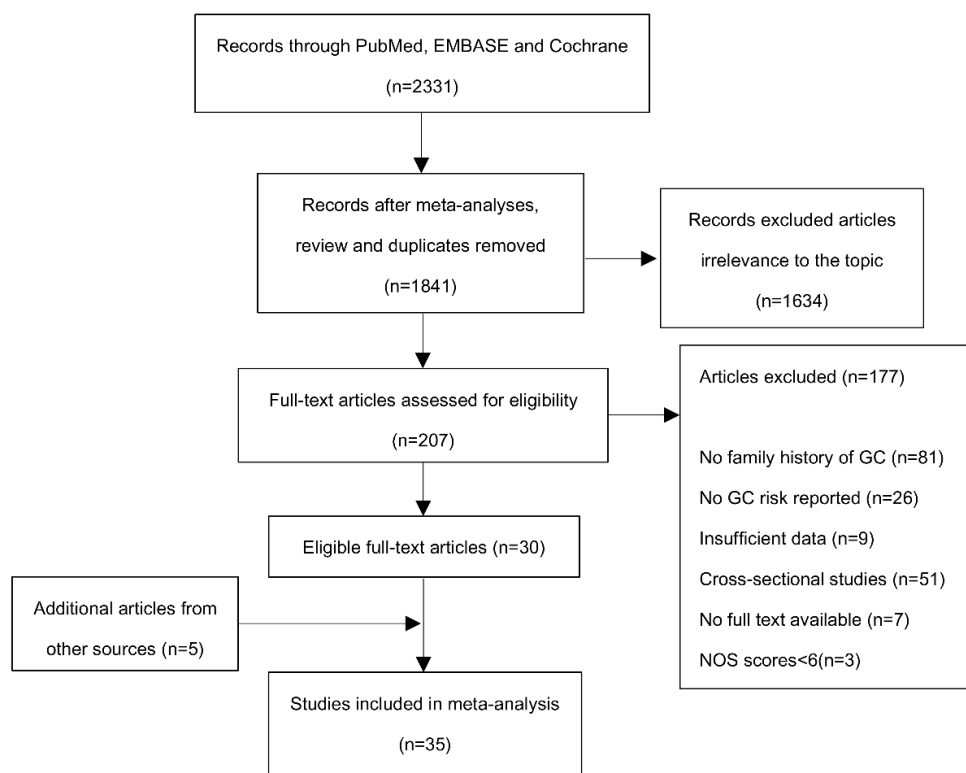 Records through PubMed, EMBASE and Cochrane
(n=2331)
Records after meta-analyses,
review and duplicates removed
(n=1841)
Records excluded articles
irrelevance to the topic
(n=1634)
Full-text articles assessed for eligibility
(n=207)
Articles excluded (n=177)
No family history of GC (n=81)
No GC risk reported (n=26)
Insufficient data (n=9)
Cross-sectional studies (n=51)
No full text available (n=7)
NOS scores<6(n=3)
Eligible full-text articles (n=30)
Additional articles from
other sources (n=5)
Studies included in meta-analysis
(n=35)